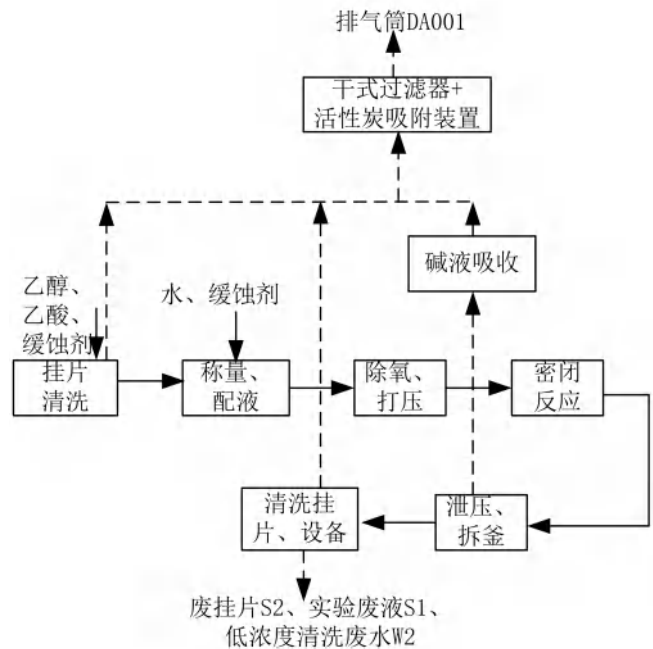 排气筒DA001
干式过滤器+
活性炭吸附装置
碱液吸收
乙醇、
乙酸、
缓蚀剂
水、缓蚀剂
挂片
清洗
称量、
配液
除氧、
打压
密闭
反应
清洗挂
片、设备
泄压、
拆釜
废挂片S2、实验废液S1、
低浓度清洗废水W2